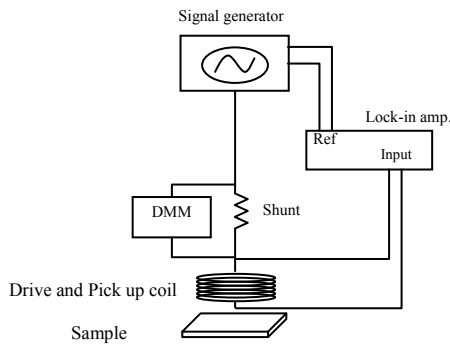 Signal generator
Lock-in amp.
Ref
Input
DMM
Shunt
Drive and Pick up coil
Sample